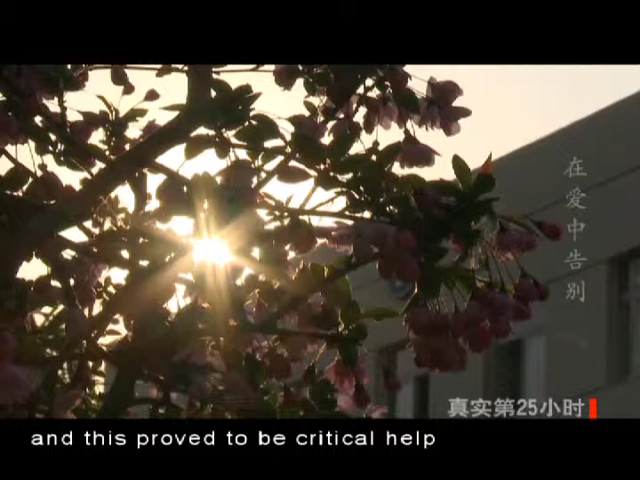 在爱中告别
真实第25小时
and this proved to be critical help